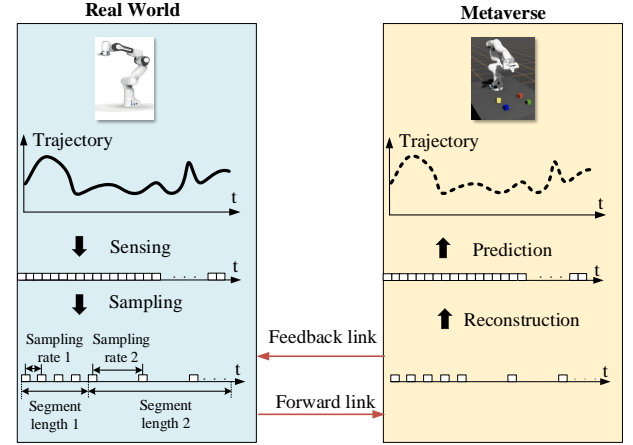 Real World
Trajectory
t
Sensing
t
Sampling
Sampling
rate 1
Sampling
rate 2
t
Segment
length 1
Segment
length 2
Feedback link
Forward link
Metaverse
Trajectory
t
Prediction
t
Reconstruction
t